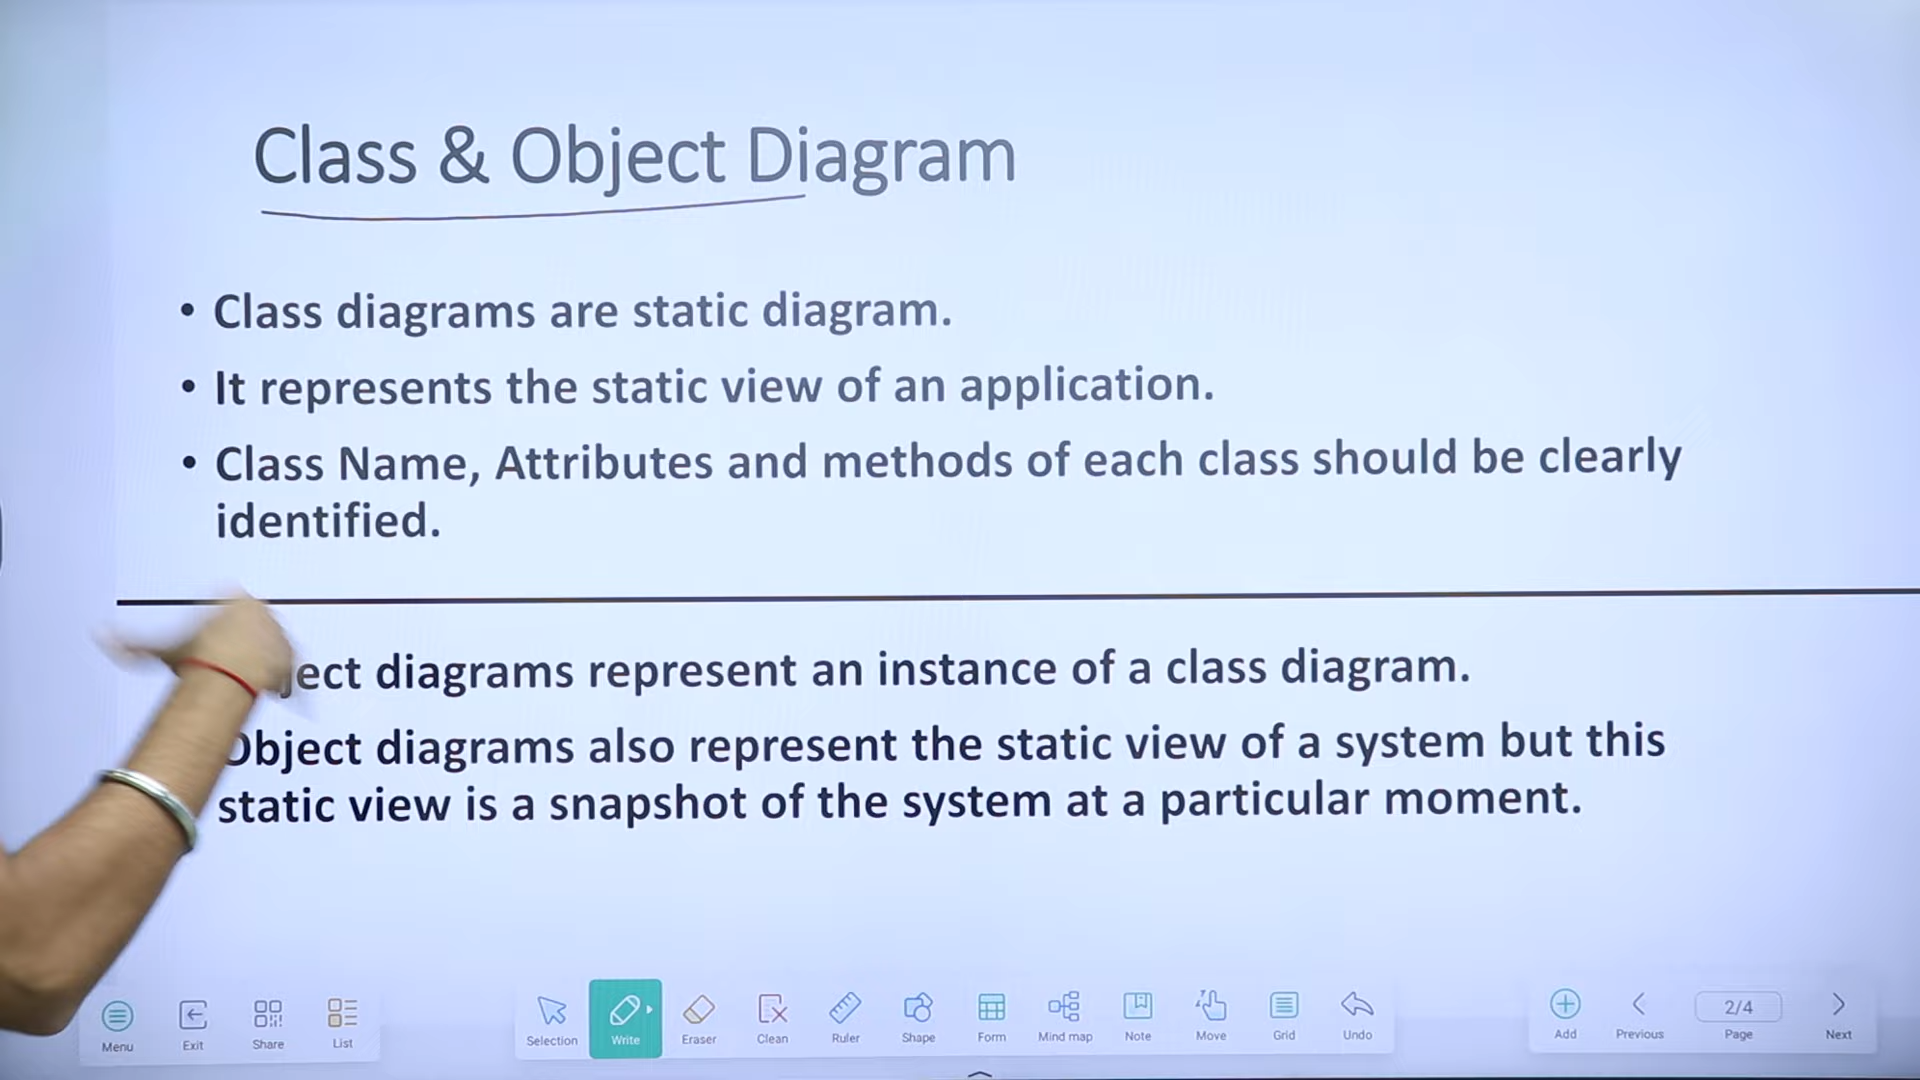 Class & Object Diagram
• Class diagrams are static diagram.
• It represents the static view of an application.
• Class Name, Attributes and methods of each class should be clearly
identified.
ject diagrams represent an instance of a class diagram.
Object diagrams also represent the static view of a system but this
static view is a snapshot of the system at a particular moment.
Menu Exit Share List Selection Write Eraser Clean Ruler Shape Form Mind map Note Move Grid Undo Add Previous 2/4 Page Next